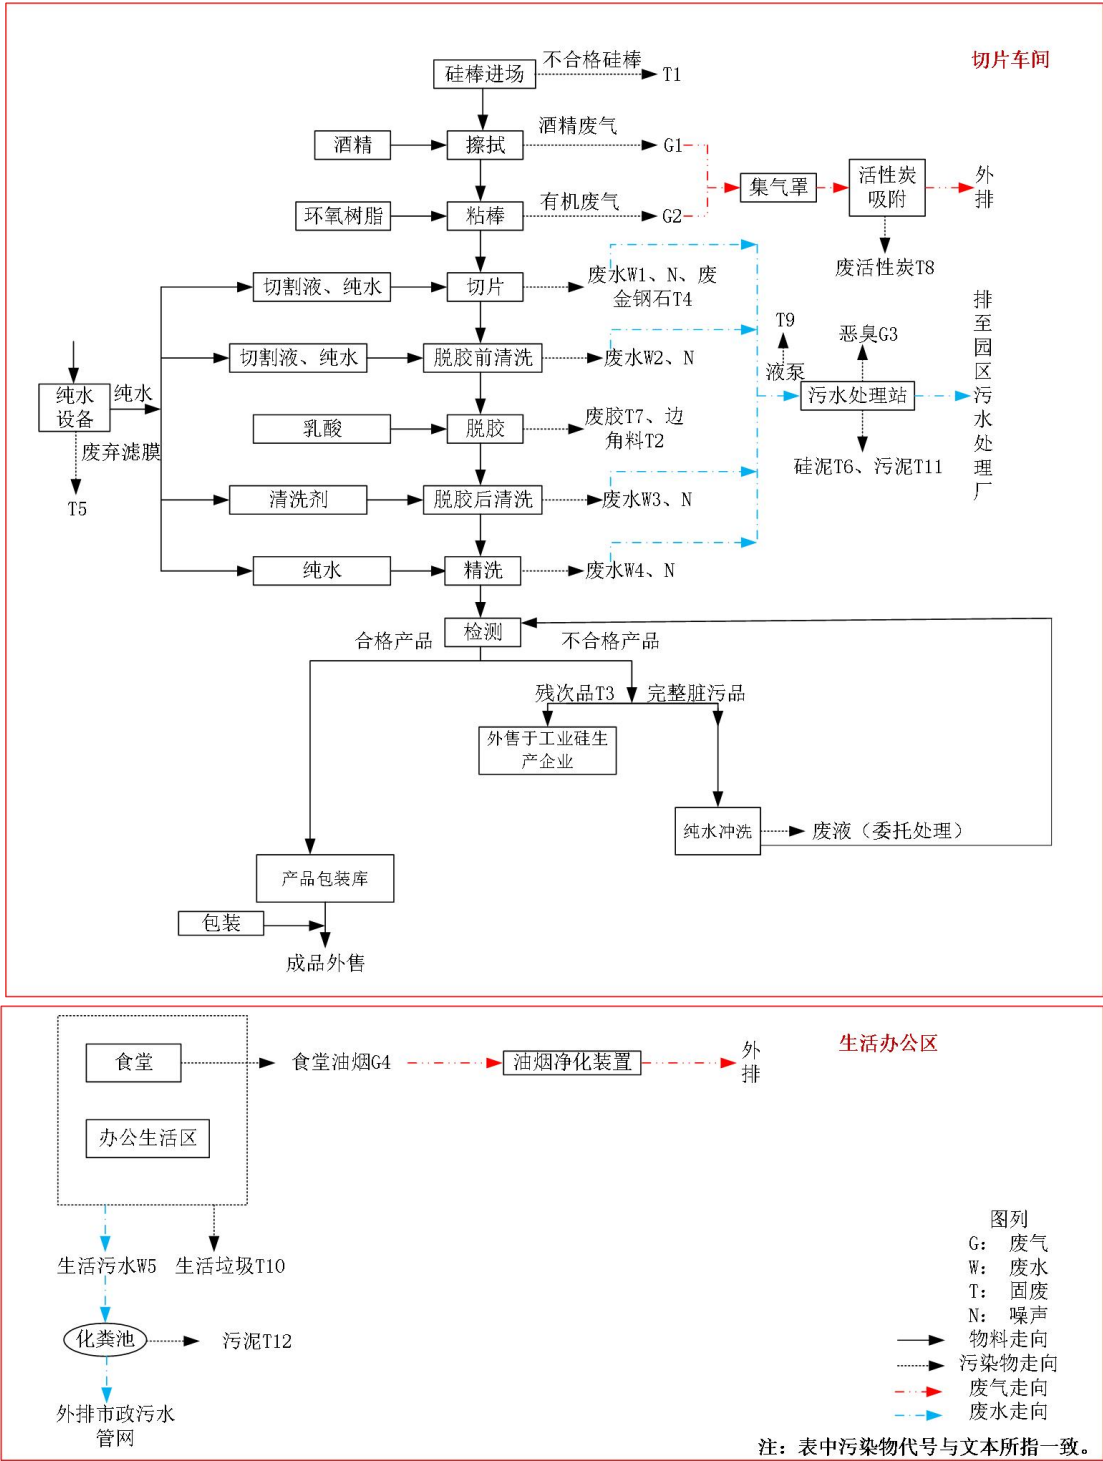 切片车间
硅棒进场
不合格硅棒
T1
酒精
擦拭
酒精废气
G1
环氧树脂
粘棒
有机废气
G2
集气罩
活性炭
吸附
外
排
废活性炭T8
切割液、纯水
切片
废水W1、N、废
金钢石T4
切割液、纯水
脱胶前清洗
废水W2、N
纯水
设备
纯水
废弃滤膜
T5
乳酸
脱胶
废胶T7、边
角料T2
清洗剂
脱胶后清洗
废水W3、N
纯水
精洗
废水W4、N
T9
液泵
恶臭G3
污水处理站
硅泥T6、污泥T11
排
至
园
区
污
水
处
理
厂
检测
合格产品
不合格产品
残次品T3
完整脏污品
外售于工业硅生
产企业
纯水冲洗
废液（委托处理）
产品包装库
包装
成品外售
生活办公区
食堂
食堂油烟G4
油烟净化装置
外
排
办公生活区
生活污水W5
生活垃圾T10
化粪池
污泥T12
外排市政污水
管网
图列
G： 废气
W： 废水
T： 固废
N： 噪声
物料走向
污染物走向
废气走向
废水走向
注：表中污染物代号与文本所指一致。